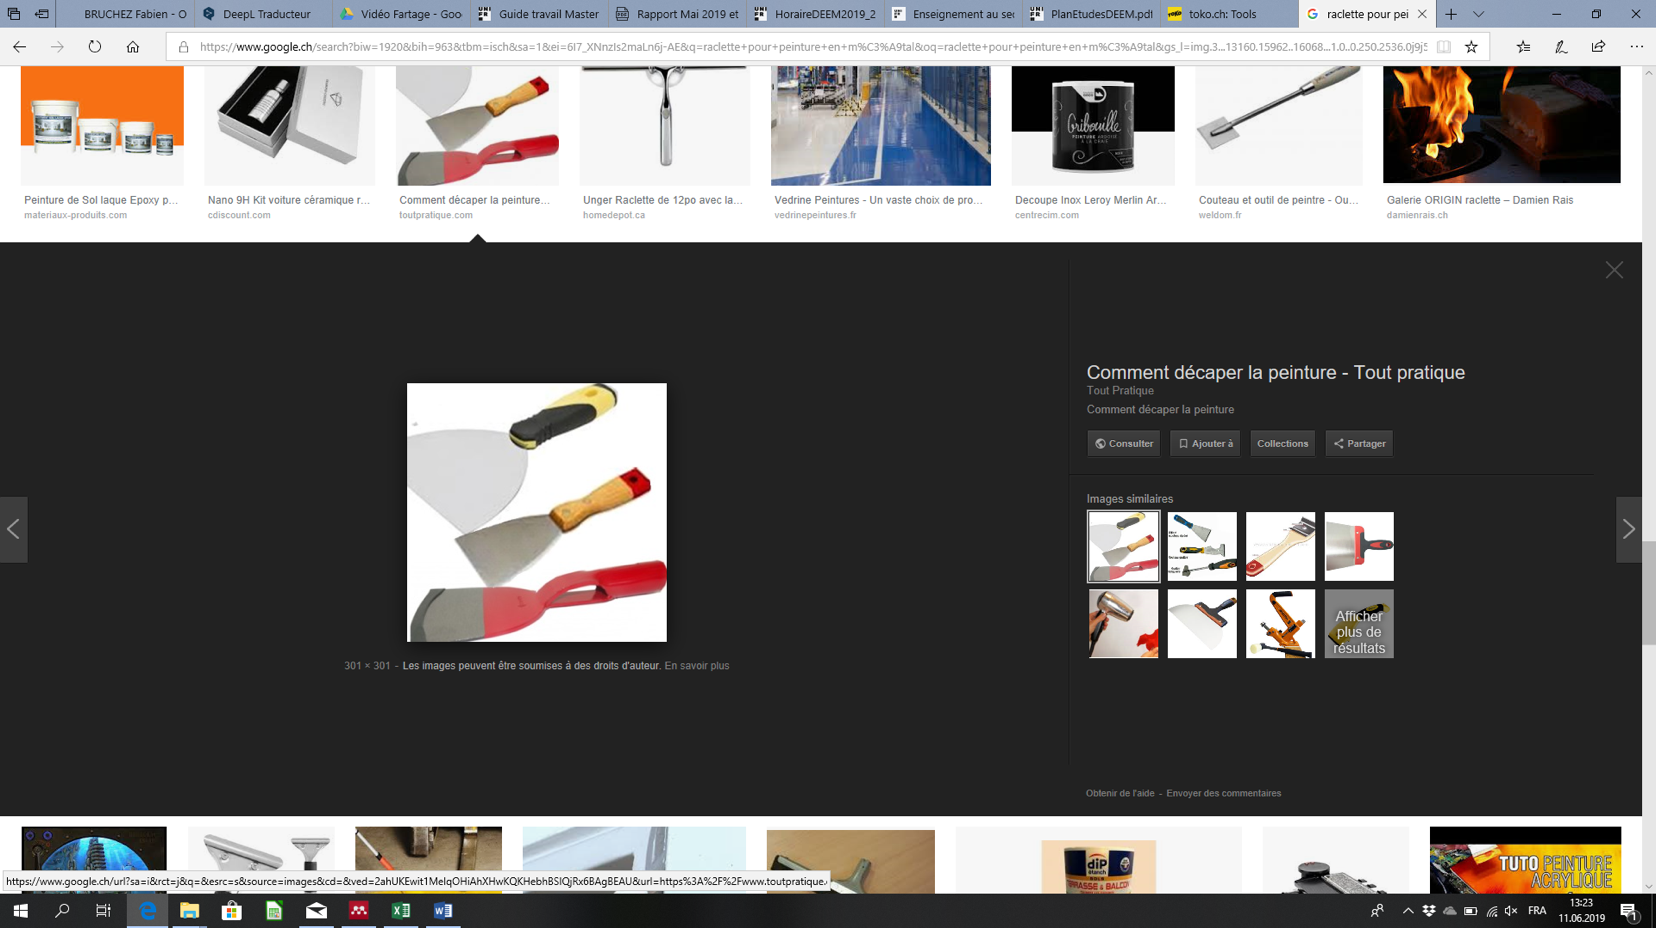 BRUCHEZ Fabien - O
DeepL Traducteur
Vidéo Fartage - Goo
Guide travail Master
Rapport Mai 2019 et
HoraireDEEM2019_2
Enseignement au se
PlanEtudesDEEM.pdf
toko.ch: Tools
raclette pour pei
https://www.google.ch/search?biw=1920&bih=963&tbm=isch&sa=1&ei=6I7_XNnzIs2maLn6j-AE&q=raclette+pour+peinture+en+m%C3%A9tal&oq=raclette+pour+peinture+en+m%C3%A9tal&gs_l=img.3...13160.15962..16068...1.0..0.250.2536.0j9j5
Gribouille
Peinture de Sol laque Epoxy p...
materiaux-produits.com
Nano 9H Kit voiture céramique r...
cdiscount.com
Comment décaper la peinture...
toutpratique.com
Unger Raclette de 12po avec la...
homedepot.ca
Vedrine Peintures - Un vaste choix de pro...
vedrinepeintures.fr
Decoupe Inox Leroy Merlin Ar...
centrecim.com
Couteau et outil de peintre - Ou...
weldom.fr
Galerie ORIGIN raclette – Damien Rais
damienrais.ch
Comment décaper la peinture - Tout pratique
Tout Pratique
Comment décaper la peinture
Consulter
Ajouter à
Collections
Partager
Images similaires
Afficher
plus de
résultats
301 × 301 - Les images peuvent être soumises à des droits d'auteur. En savoir plus
Obtenir de l'aide - Envoyer des commentaires
dip
étanch
TERRASSE & BALCON
TUTO PEINTURE
ACRYLIQUE
https://www.google.ch/url?sa=i&rct=j&q=&esrc=s&source=images&cd=&ved=2ahUKEwit1MelqOHiAhXHwKQKHebhBSIQjRx6BAgBEAU&url=https%3A%2F%2Fwww.toutpratique.
FRA
13:23
11.06.2019
1